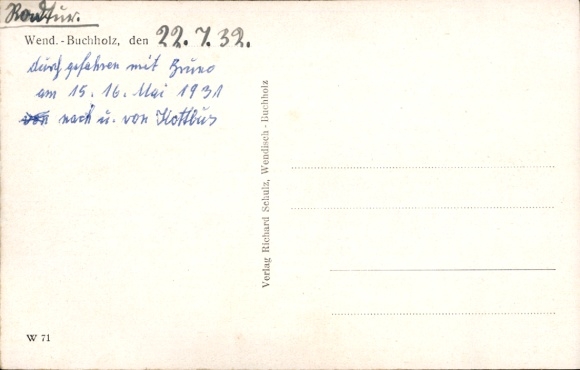 Radtur.
Wend.-Buchholz, den 22.7.32.
durchgefahren mit Bruno
am 15. 16. Mai 1931
von nach u. von Kottbus
Verlag Richard Schulz, Wendisch-Buchholz
W 71